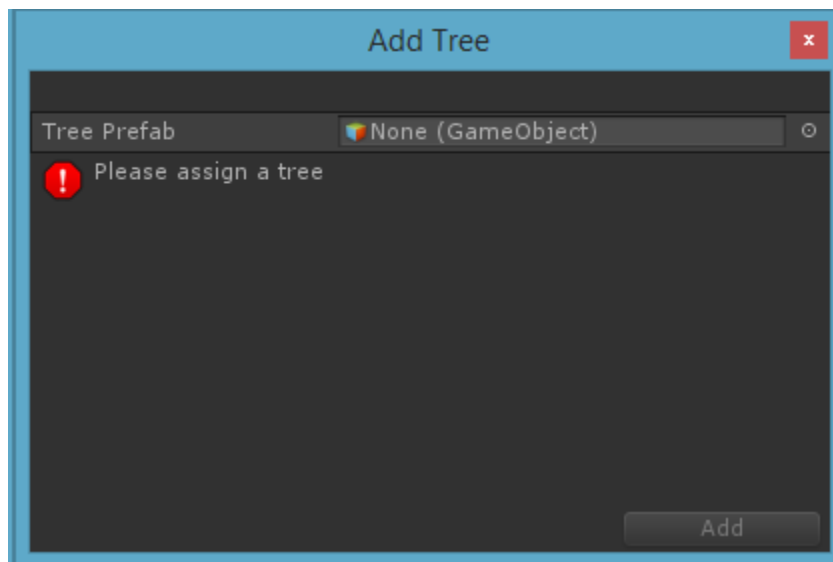 Add Tree
x
Tree Prefab None (GameObject)
Please assign a tree
Add